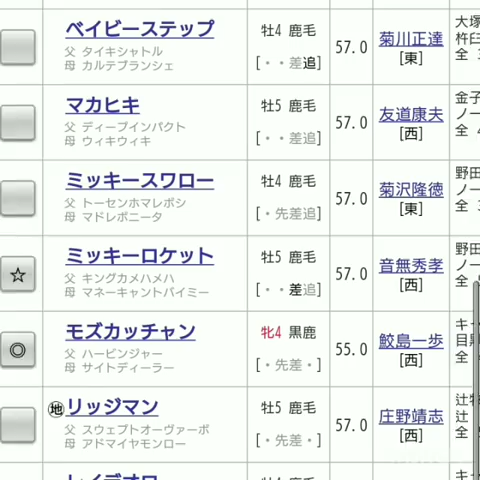 ベイビーステップ 牡4 鹿毛 57.0 菊川正達
父 タイキシャトル
母 カルテブランシェ [・・差追] [東] 全
マカヒキ 牡5 鹿毛 57.0 友道康夫 金子
父 ディープインパクト ノー
母 ウィキウィキ [・・差追] [西] 全
ミッキースワロー 牡4 鹿毛 57.0 菊沢隆徳 野田
父 トーセンホマレボシ ノー
母 マドレボニータ [・先差追] [東] 全
☆ ミッキーロケット 牡5 鹿毛 57.0 音無秀孝 野田
父 キングカメハメハ ノー
母 マネーキャントバイミー [・・差追] [西] 全
◎ モズカッチャン 牝4 黒鹿 55.0 鮫島一歩
父 ハービンジャー
母 サイトディーラー [・先差・] [西] 全
地 リッジマン 牡5 鹿毛 57.0 庄野靖志
父 スウェプトオーヴァーボ 辻
母 アドマイヤモンロー [・先差・] [西] 全